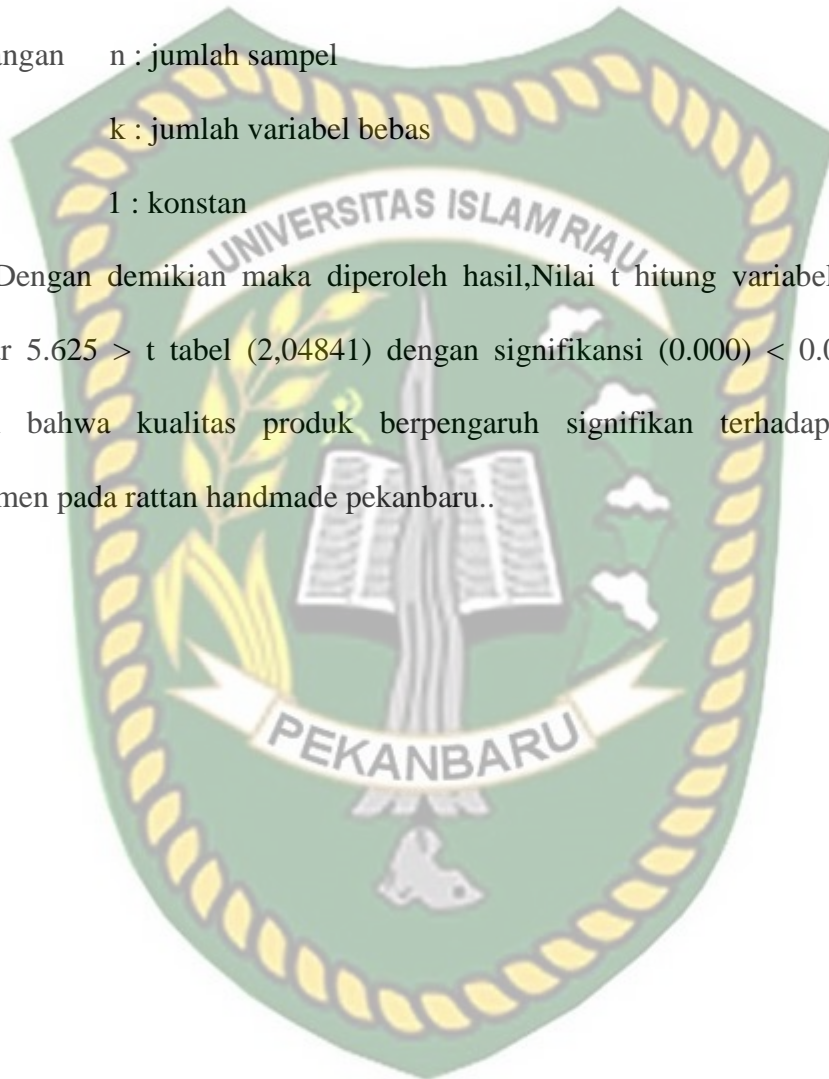 angan n : jumlah sampel
k : jumlah variabel bebas
1 : konstan
UNIVERSITAS ISLAM RIAU
Dengan demikian maka diperoleh hasil,Nilai t hitung variabel
r 5.625 > t tabel (2,04841) dengan signifikansi (0.000) < 0.0
bahwa kualitas produk berpengaruh signifikan terhadap
men pada rattan handmade pekanbaru..
PEKANBARU